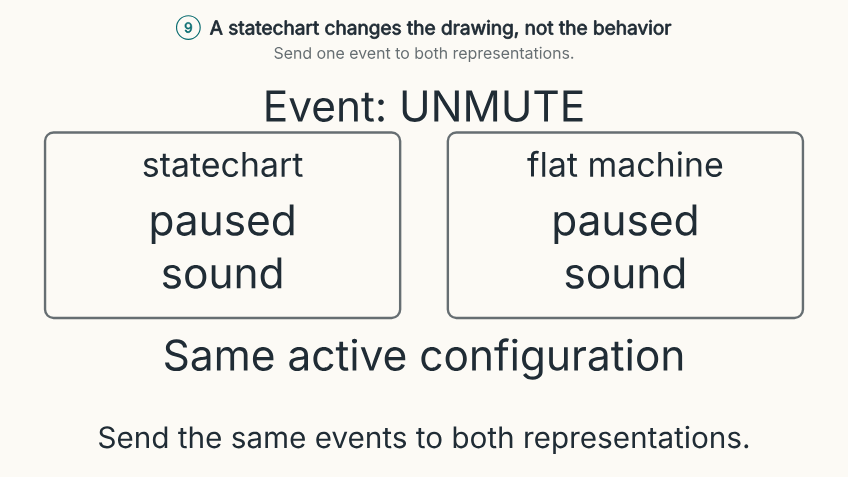 9 A statechart changes the drawing, not the behavior
Send one event to both representations.
Event: UNMUTE
statechart
paused
sound
flat machine
paused
sound
Same active configuration
Send the same events to both representations.